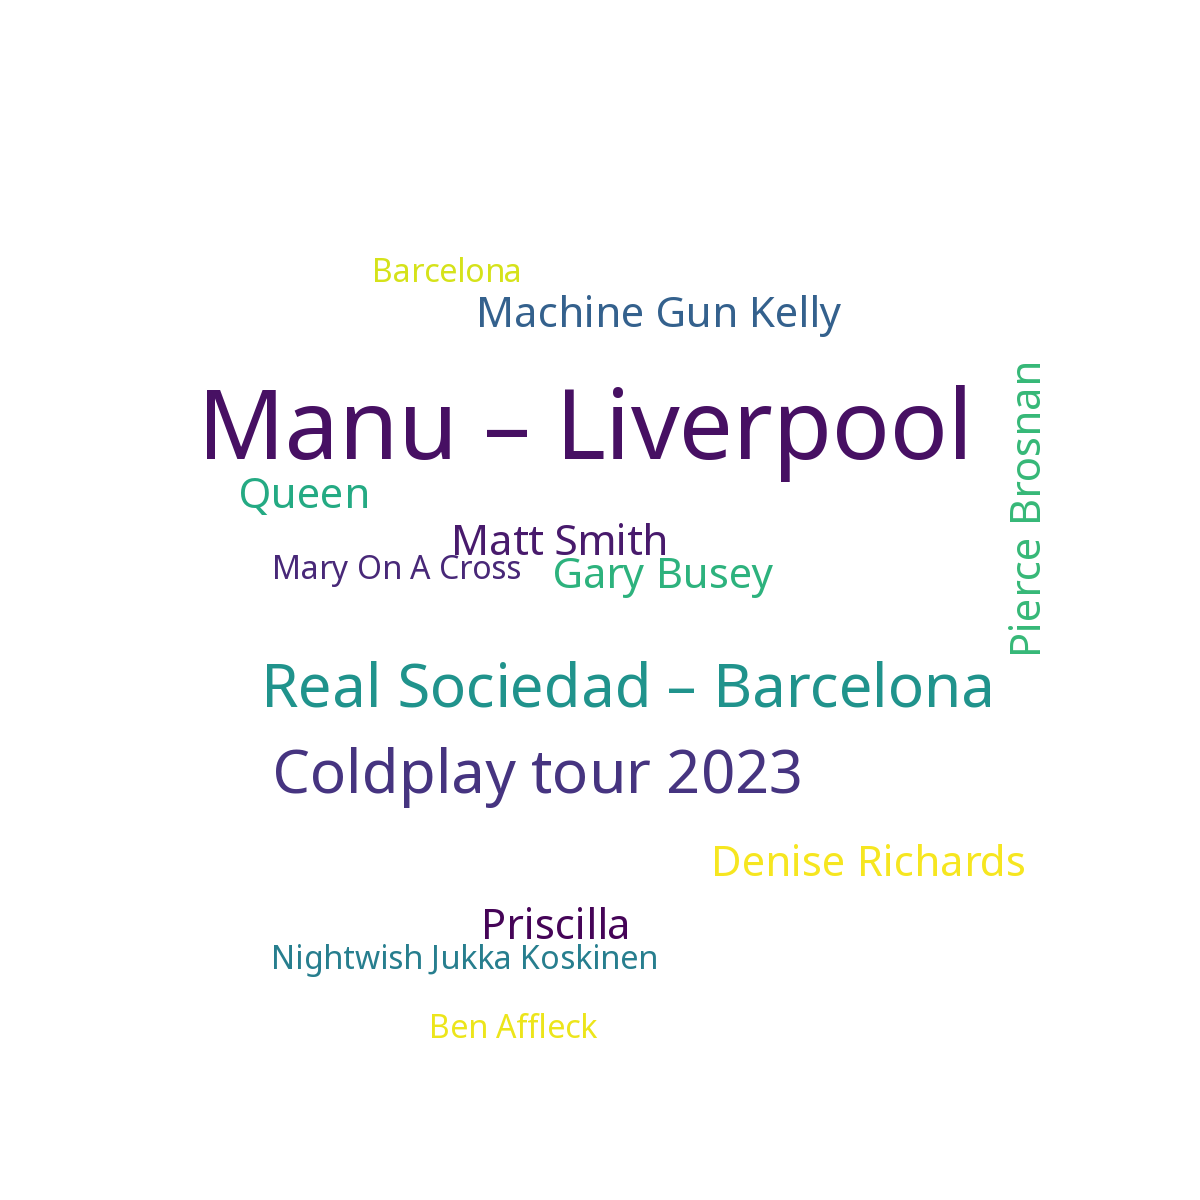 Barcelona
Machine Gun Kelly
Manu – Liverpool
Pierce Brosnan
Queen
Matt Smith
Mary On A Cross
Gary Busey
Real Sociedad – Barcelona
Coldplay tour 2023
Denise Richards
Priscilla
Nightwish Jukka Koskinen
Ben Affleck